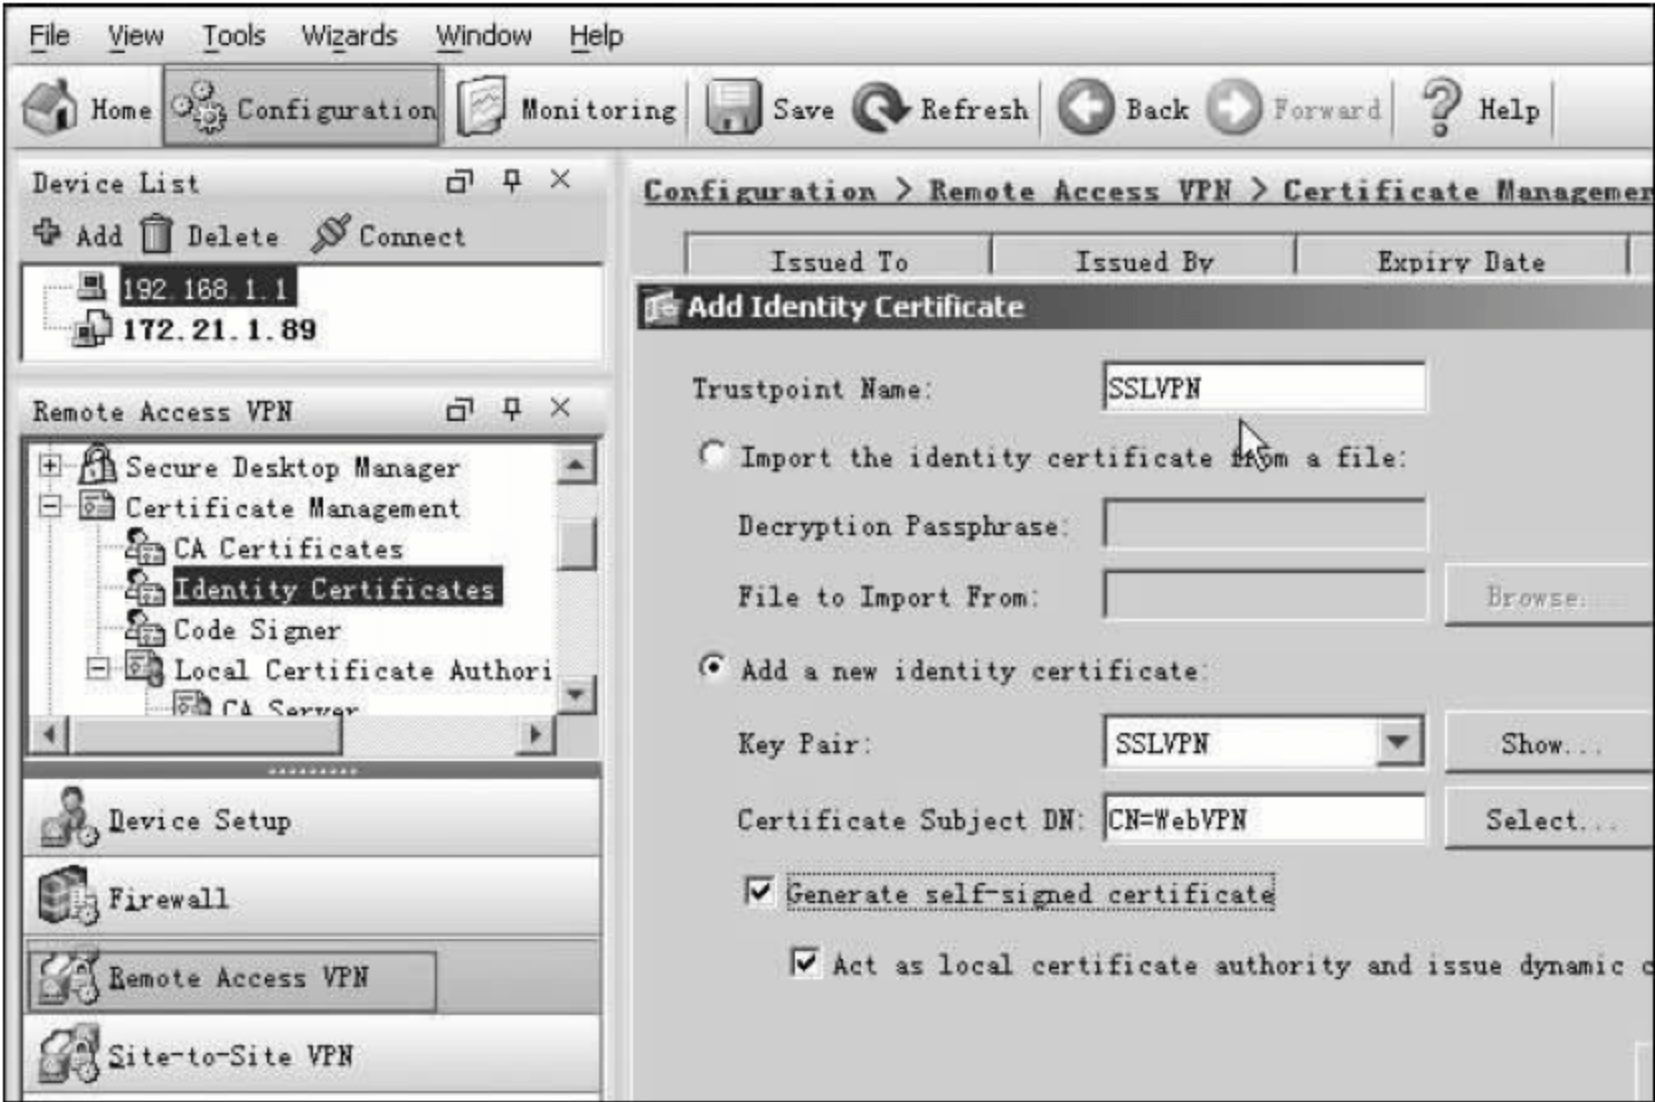 File View Tools Wizards Window Help
Home Configuration Monitoring Save Refresh Back Forward Help
Device List
Add Delete Connect
192.168.1.1
172.21.1.89
Remote Access VPN
Secure Desktop Manager
Certificate Management
CA Certificates
Identity Certificates
Code Signer
Local Certificate Authori
CA Server
Device Setup
Firewall
Remote Access VPN
Site-to-Site VPN
Configuration > Remote Access VPN > Certificate Managemen
Issued To Issued By Expiry Date
Add Identity Certificate
Trustpoint Name: SSLVPN
Import the identity certificate from a file:
Decryption Passphrase:
File to Import From: Browse...
Add a new identity certificate:
Key Pair: SSLVPN Show...
Certificate Subject DN: CN=WebVPN Select...
Generate self-signed certificate
Act as local certificate authority and issue dynamic c